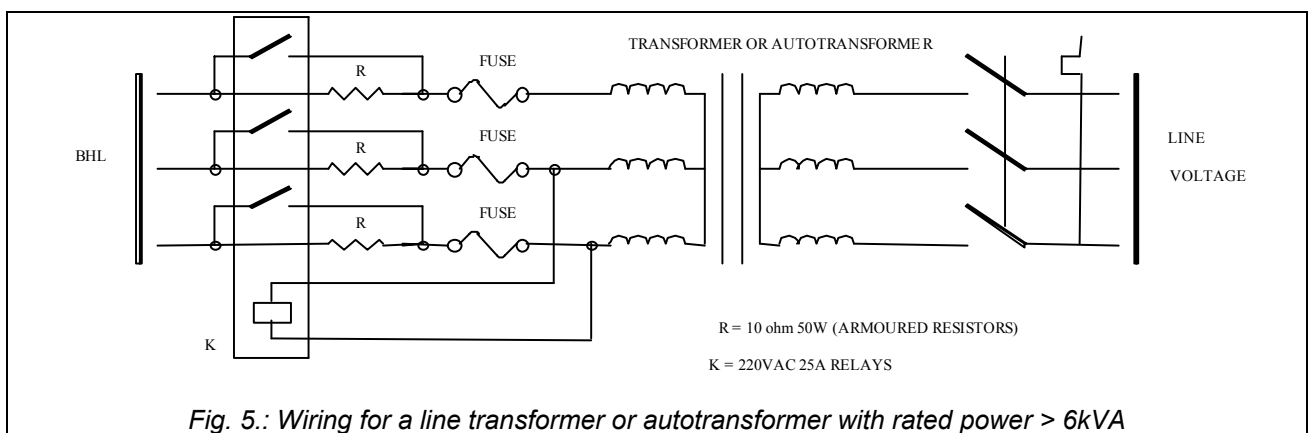 TRANSFORMER OR AUTOTRANSFORMER
FUSE
R
FUSE
R
BHL
LINE
VOLTAGE
FUSE
R
R = 10 ohm 50W (ARMOURED RESISTORS)
K
K = 220VAC 25A RELAYS
Fig. 5.: Wiring for a line transformer or autotransformer with rated power > 6kVA